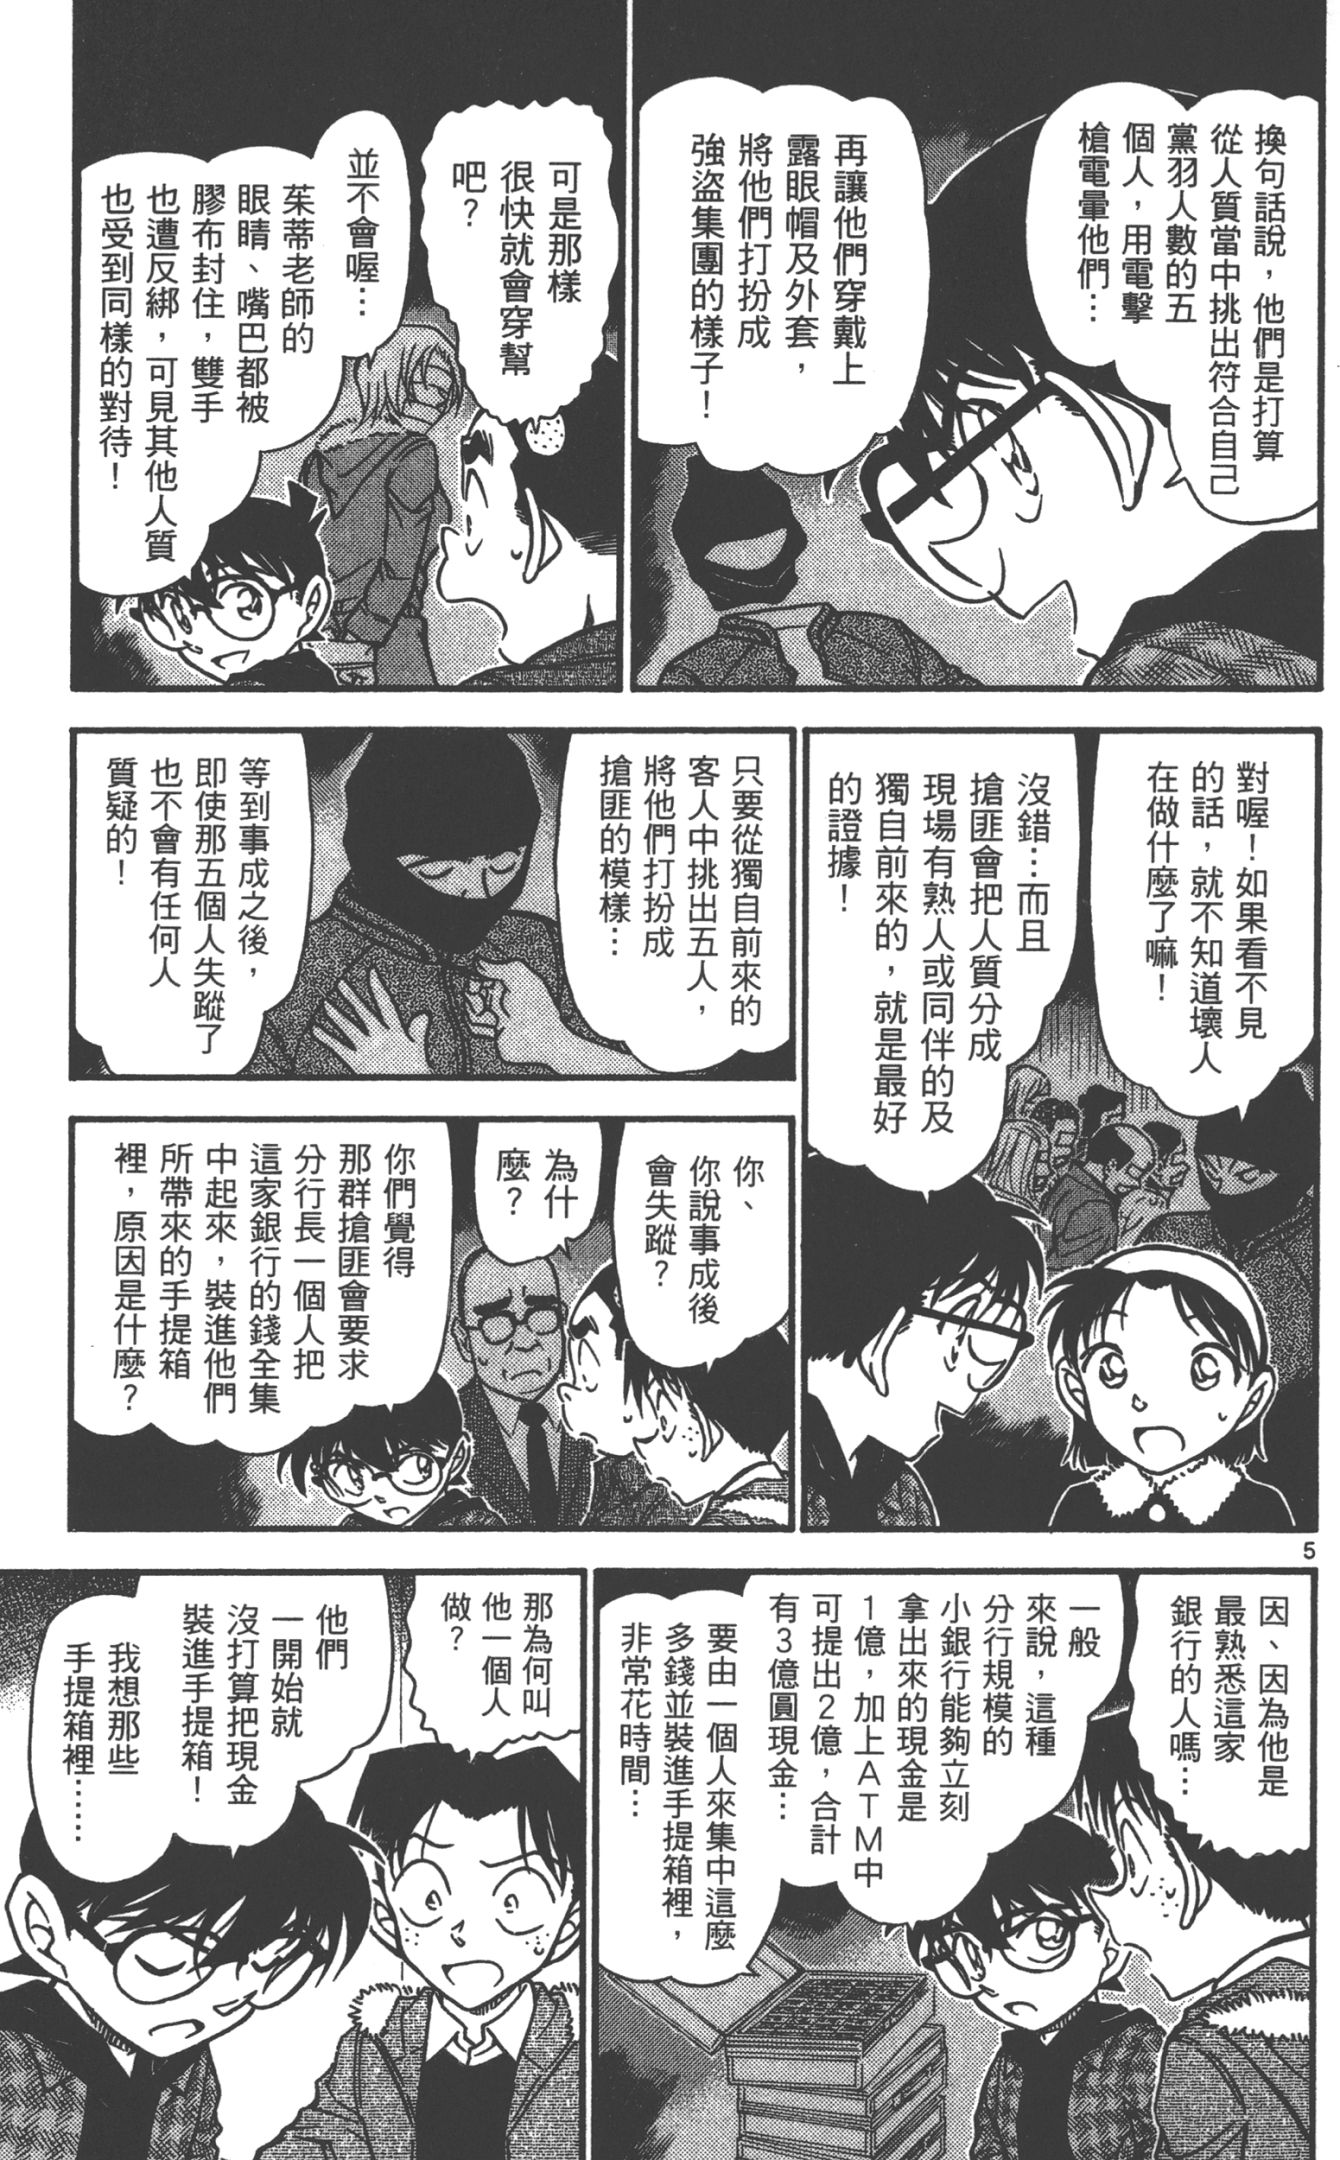 換句話說，他們是打算
從人質當中挑出符合自己
黨羽人數的五
個人，用電擊
槍電暈他們…
再讓他們穿戴上
露眼帽及外套，
將他們打扮成
強盜集團的樣子！
可是那樣
很快就會穿幫
吧？
並不會喔…
茱蒂老師的
眼睛、嘴巴都被
膠布封住，雙手
也遭反綁，可見其他人質
也受到同樣的對待！
對喔！如果看不見
的話，就不知道壞人
在做什麼了嘛！
沒錯…而且
搶匪會把人質分成
現場有熟人或同伴的及
獨自前來的，就是最好
的證據！
只要從獨自前來的
客人中挑出五人，
將他們打扮成
搶匪的模樣…
等到事成之後，
即使那五個人失蹤了
也不會有任何人
質疑的！
你、
你說事成後
會失蹤？
為什
麼？
你們覺得
那群搶匪會要求
分行長一個人把
這家銀行的錢全集
中起來，裝進他們
所帶來的手提箱
裡，原因是什麼？
5
因、因為他是
最熟悉這家
銀行的人嗎…
一般
來說，這種
分行規模的
小銀行能夠立刻
拿出來的現金是
1億，加上ATM中
可提出2億，合計
有3億圓現金…
要由一個人來集中這麼
多錢並裝進手提箱裡，
非常花時間…
那為何叫
他一個人
做？
他們
一開始就
沒打算把現金
裝進手提箱！
我想那些
手提箱裡……